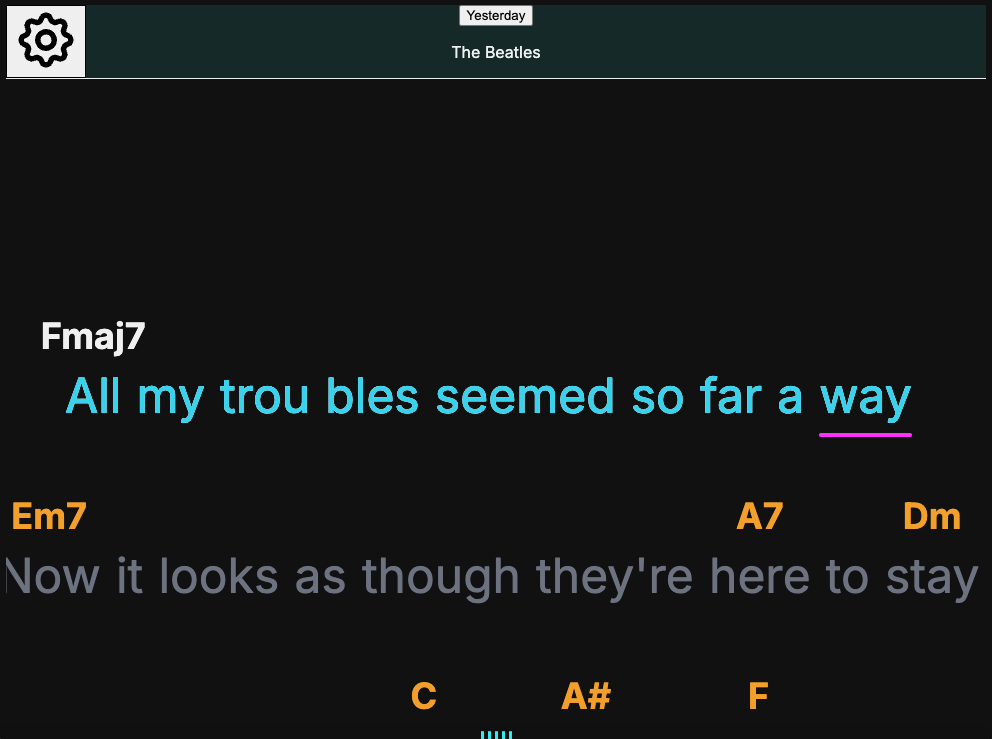 Yesterday
The Beatles
Fmaj7
All my trou bles seemed so far a way
Em7 A7 Dm
Now it looks as though they're here to stay
C A# F